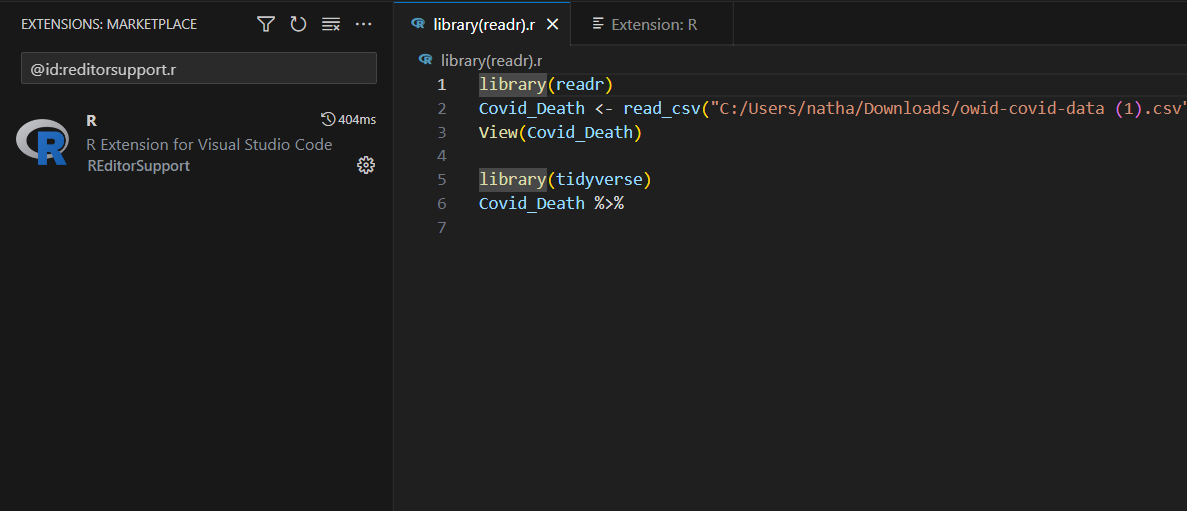 EXTENSIONS: MARKETPLACE
@id:reditorsupport.r
R
404ms
R Extension for Visual Studio Code
REditorSupport
library(readr).r
Extension: R
library(readr).r
1 library(readr)
2 Covid_Death <- read_csv("C:/Users/natha/Downloads/owid-covid-data (1).csv"
3 View(Covid_Death)
4
5 library(tidyverse)
6 Covid_Death %>%
7